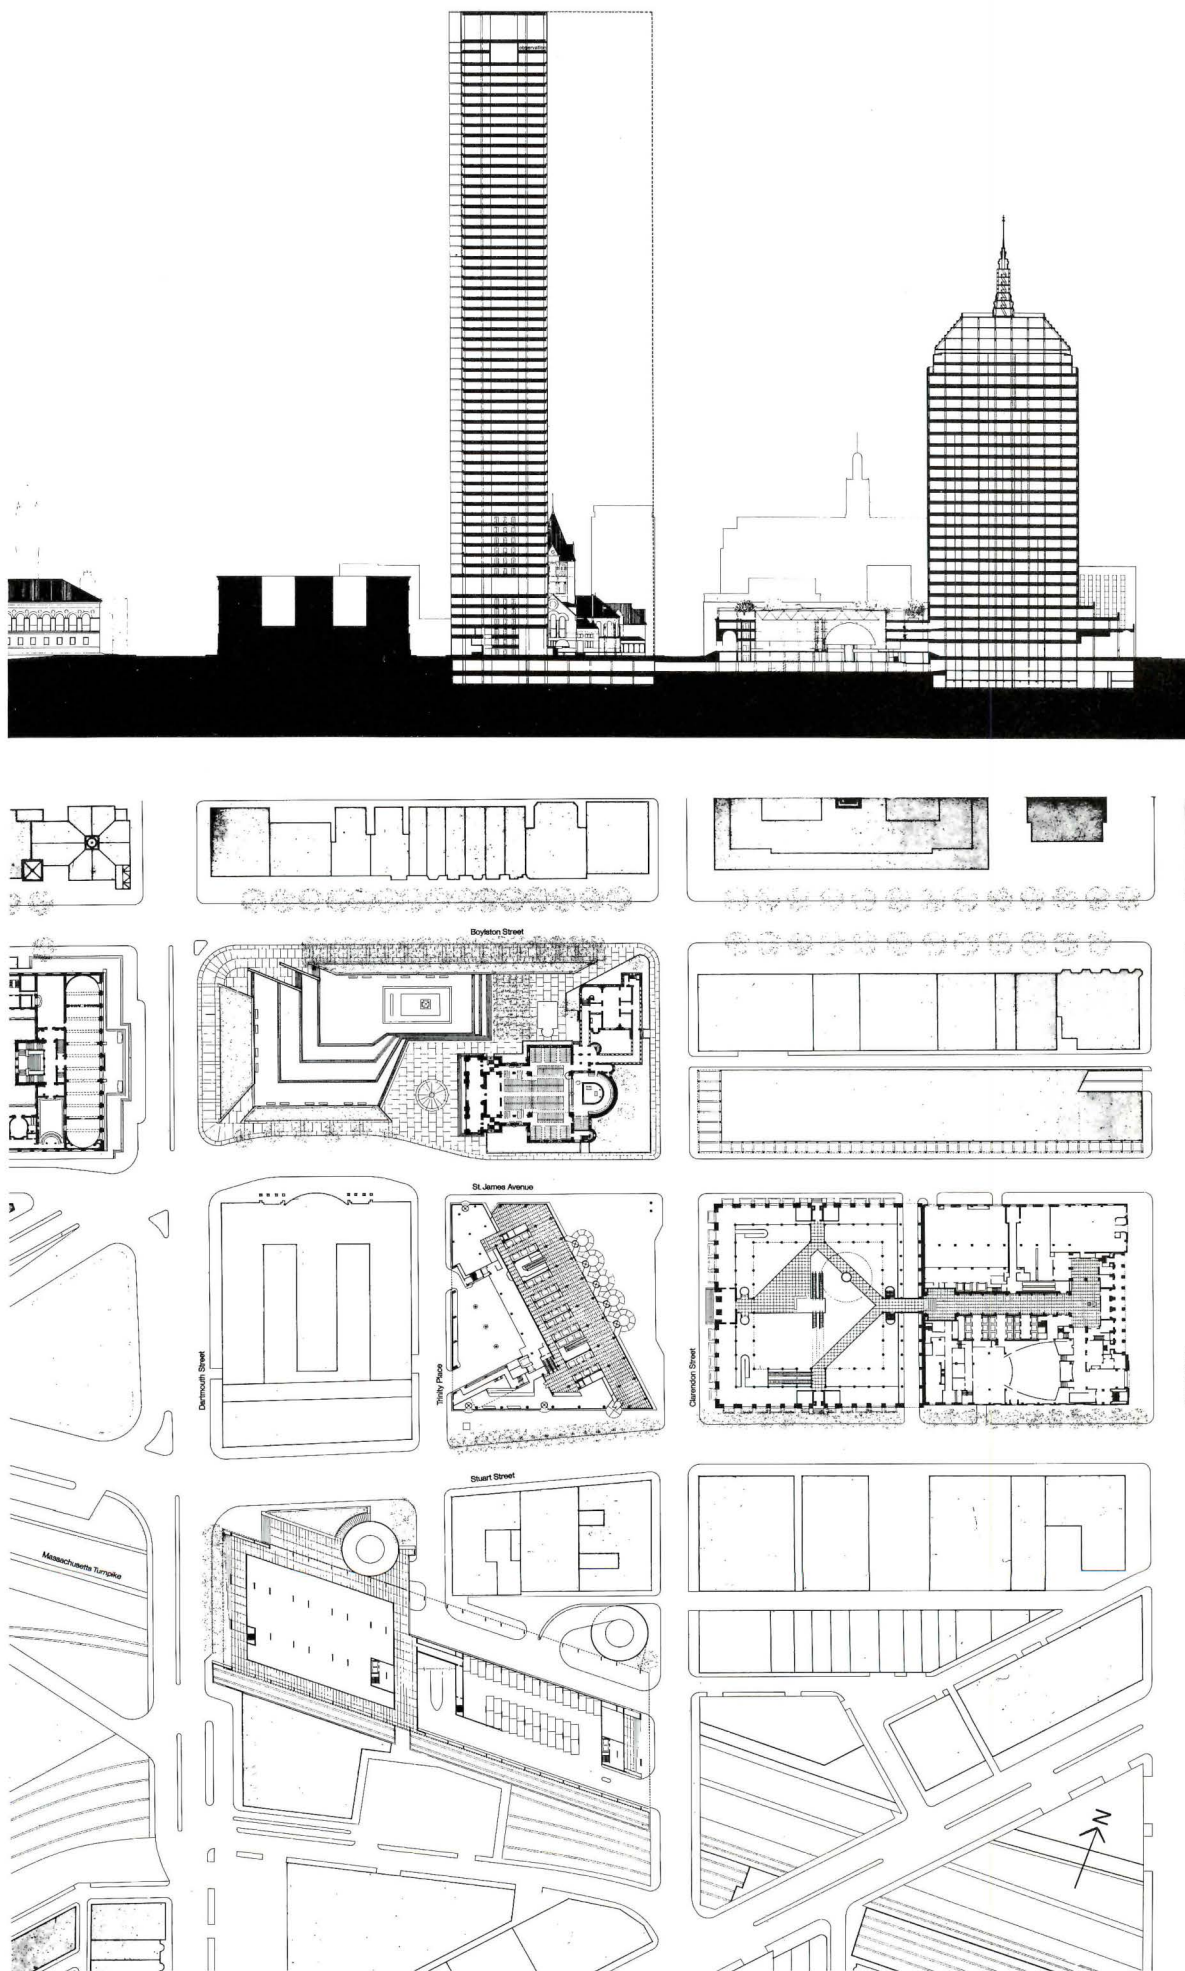 observation
Boylston Street
St. James Avenue
Dartmouth Street
Trinity Place
Clarendon Street
Stuart Street
Massachusetts Turnpike
N